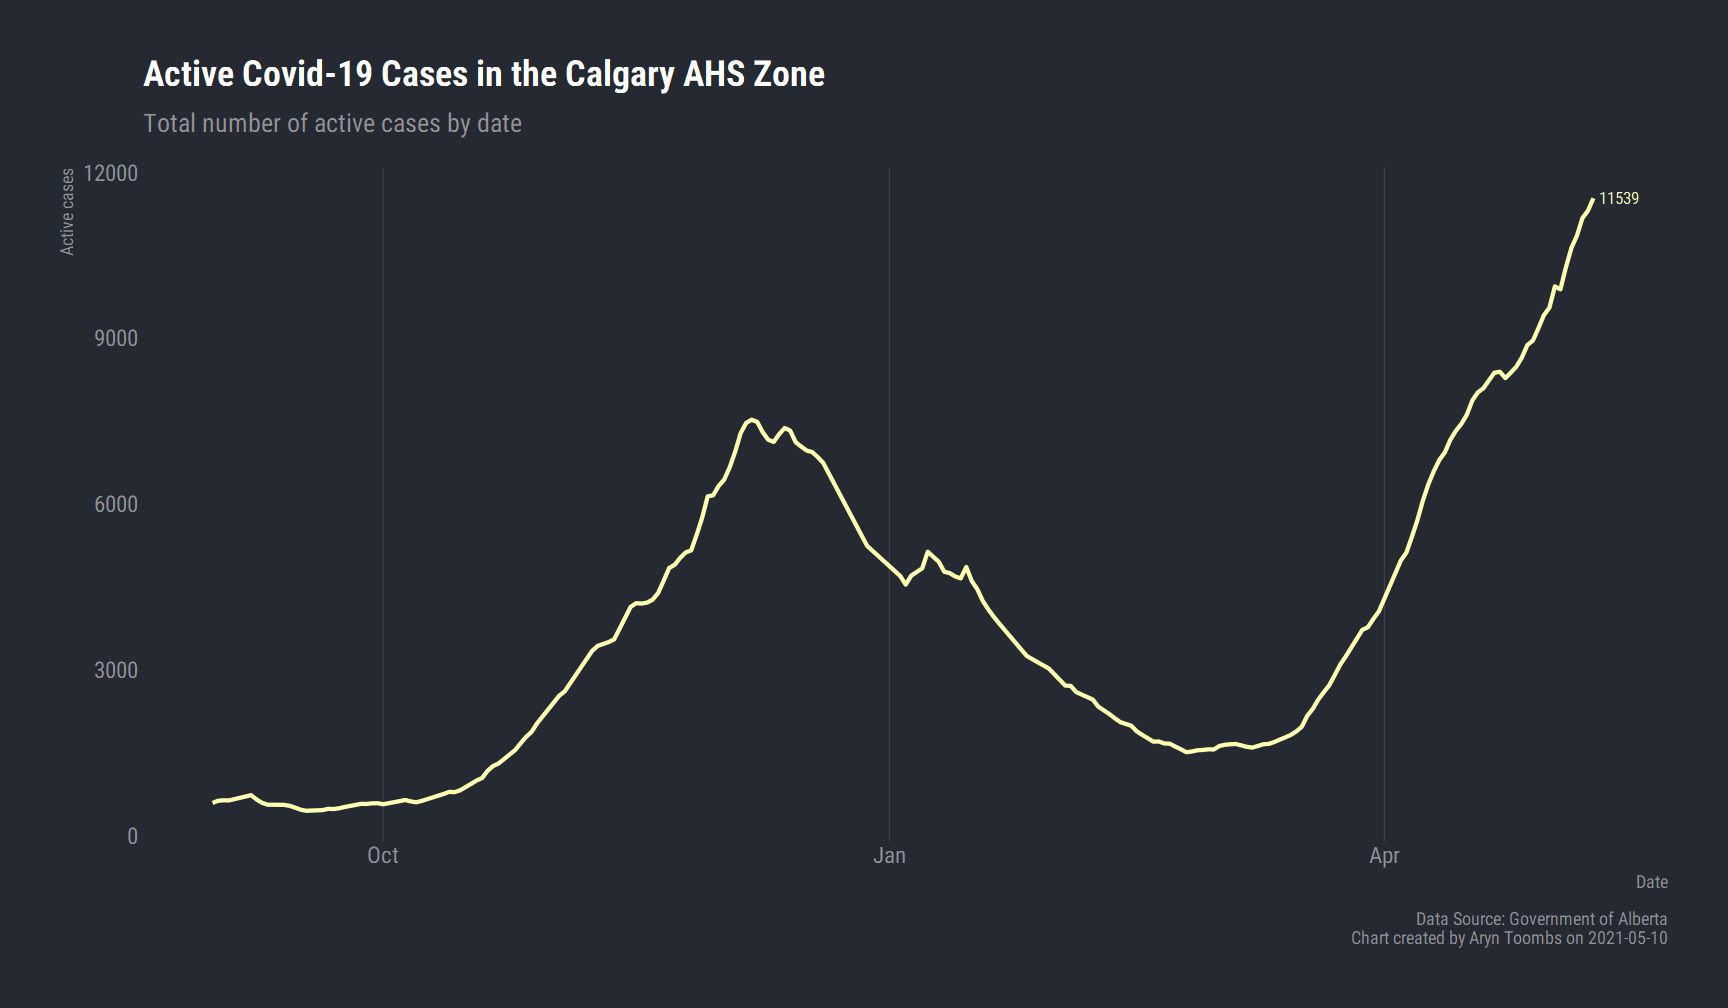 Active Covid-19 Cases in the Calgary AHS Zone
Total number of active cases by date
Active cases
12000
9000
6000
3000
0
11539
Oct
Jan
Apr
Date
Data Source: Government of Alberta
Chart created by Aryn Toombs on 2021-05-10